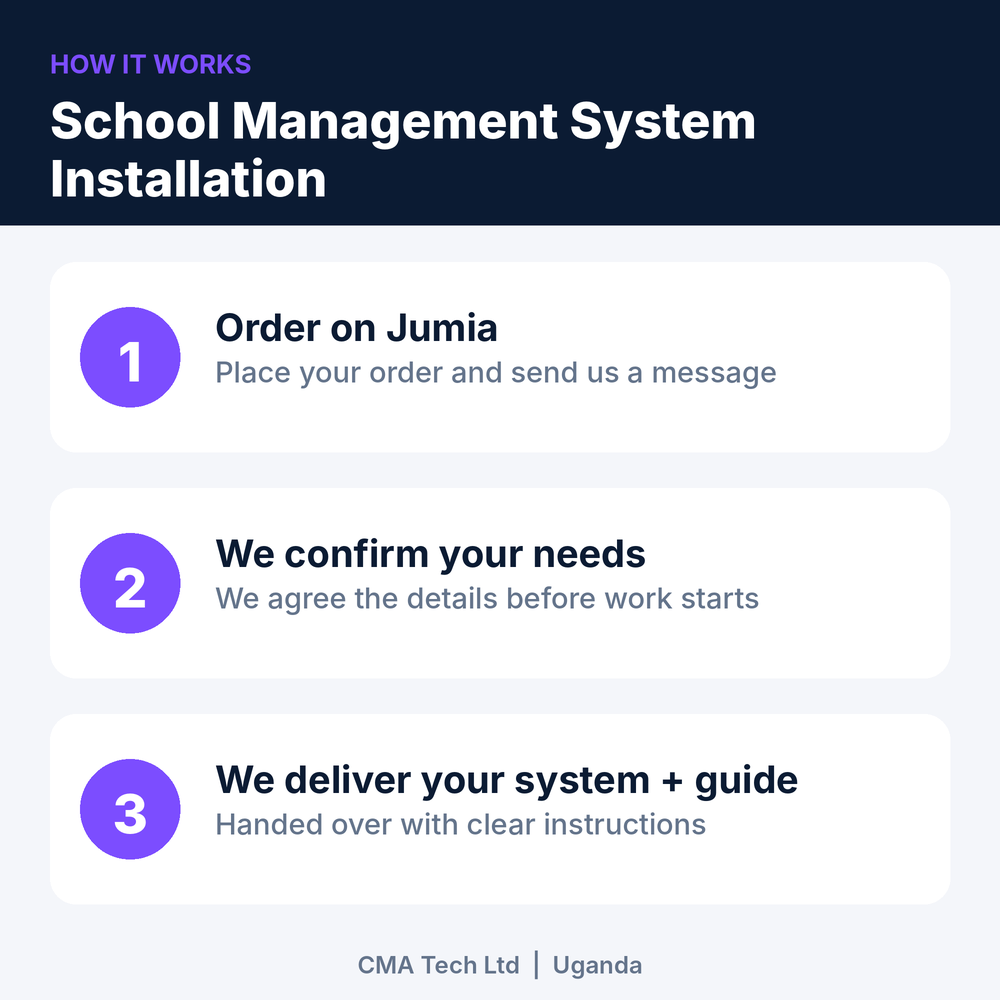 HOW IT WORKS
School Management System
Installation
1
Order on Jumia
Place your order and send us a message
2
We confirm your needs
We agree the details before work starts
3
We deliver your system + guide
Handed over with clear instructions
CMA Tech Ltd | Uganda